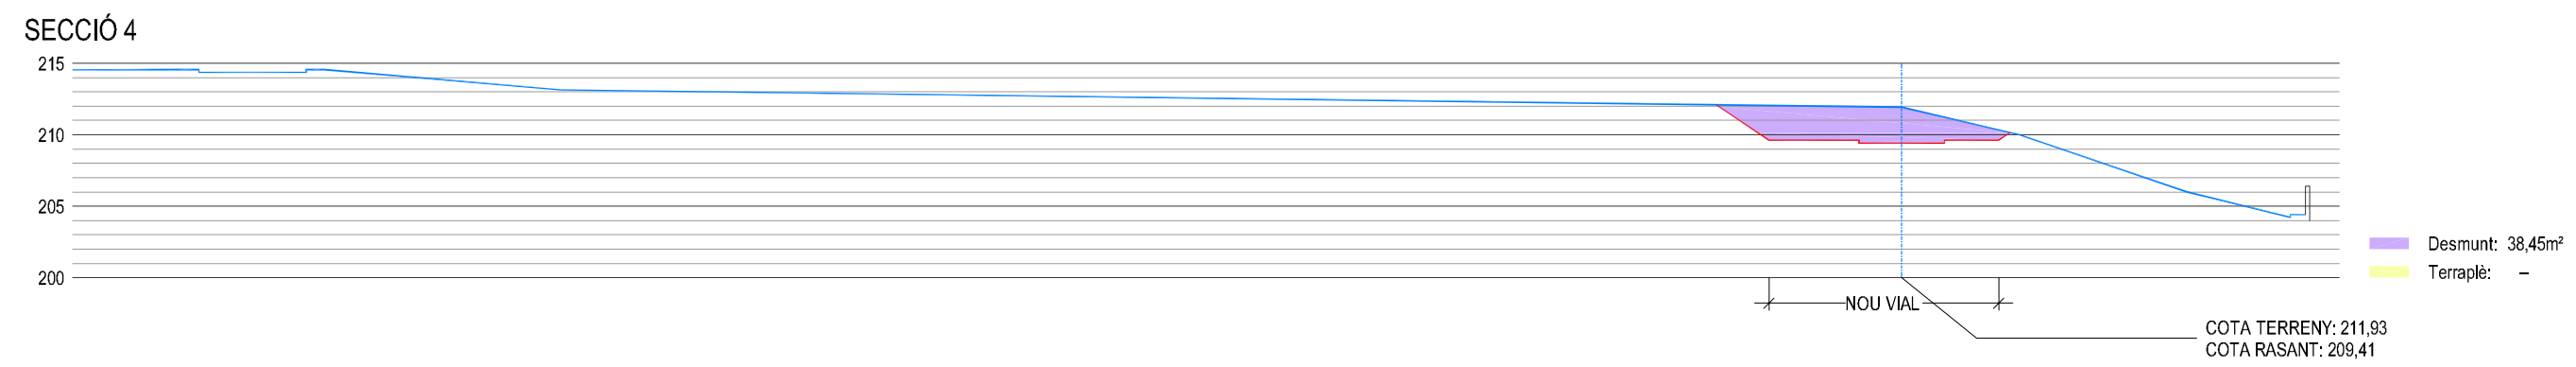 SECCIÓ 4
215
210
205
200
Desmunt: 38,45m²
Terraplè: –
NOU VIAL
COTA TERRENY: 211,93
COTA RASANT: 209,41